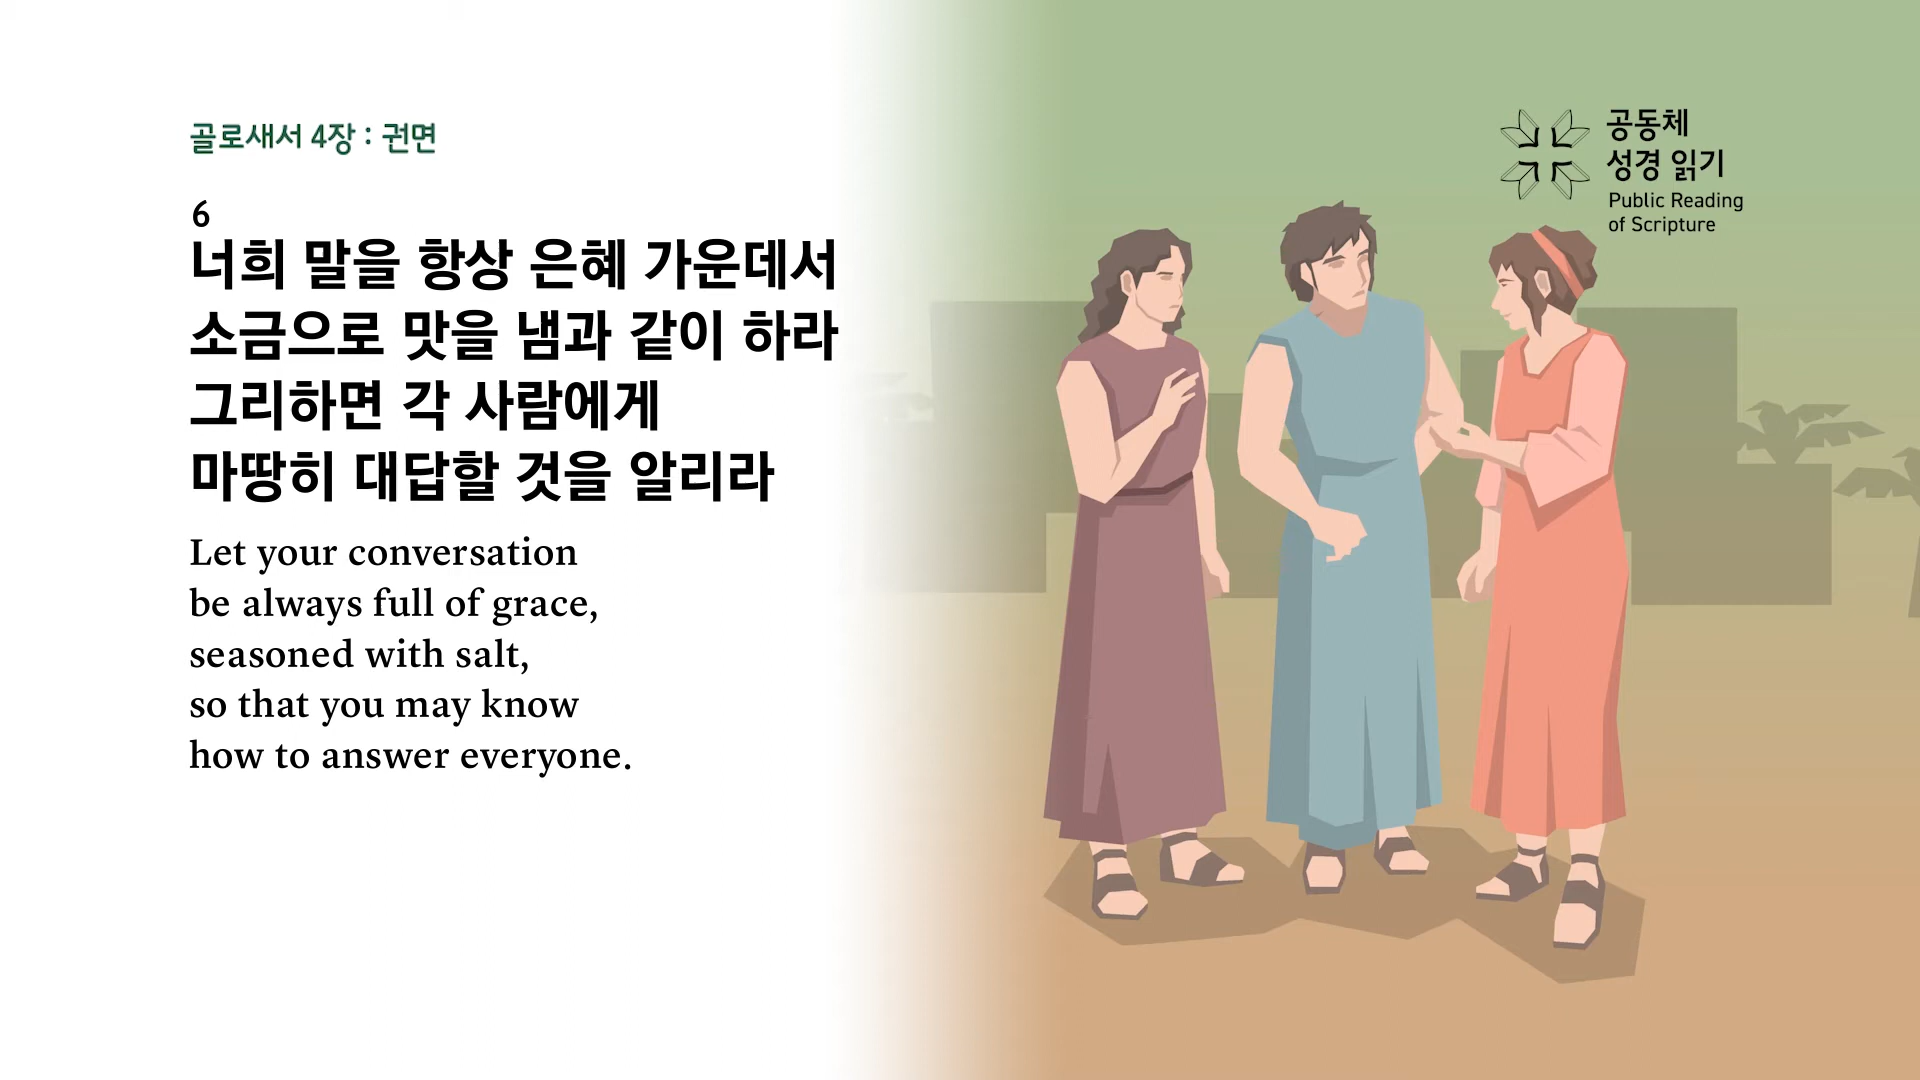 골로새서 4장 : 권면
6
너희 말을 항상 은혜 가운데서
소금으로 맛을 냄과 같이 하라
그리하면 각 사람에게
마땅히 대답할 것을 알리라
Let your conversation
be always full of grace,
seasoned with salt,
so that you may know
how to answer everyone.
공동체
성경 읽기
Public Reading
of Scripture